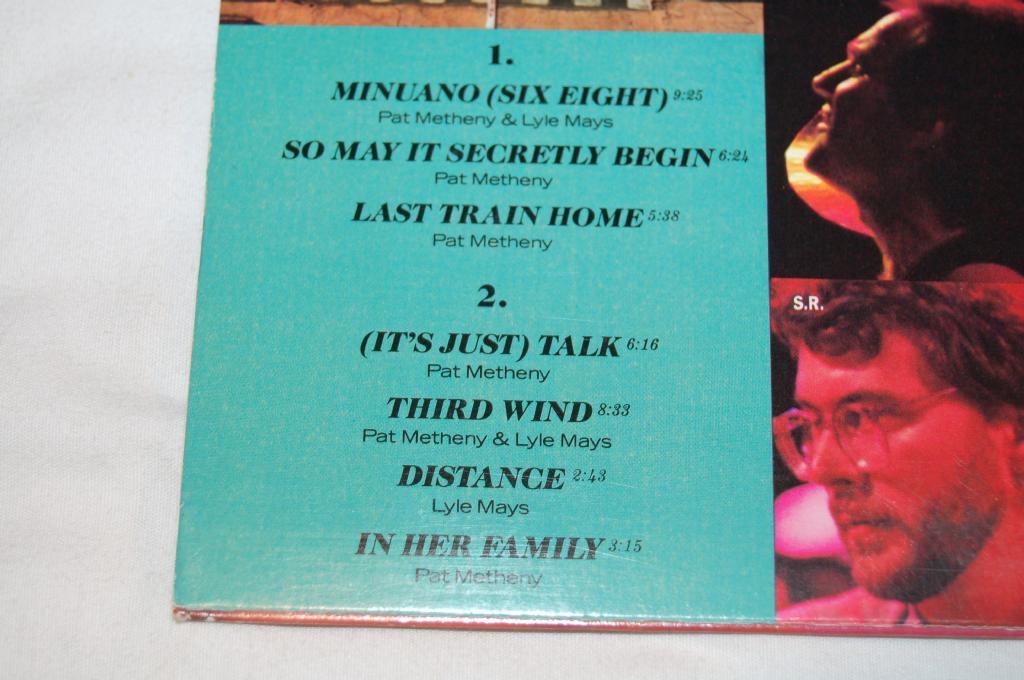 1.
MINUANO (SIX EIGHT) 9:25
Pat Metheny & Lyle Mays
SO MAY IT SECRETLY BEGIN 6:24
Pat Metheny
LAST TRAIN HOME 5:38
Pat Metheny
2.
(IT'S JUST) TALK 6:16
Pat Metheny
THIRD WIND 8:33
Pat Metheny & Lyle Mays
DISTANCE 2:43
Lyle Mays
IN HER FAMILY 3:15
Pat Metheny
S.R.